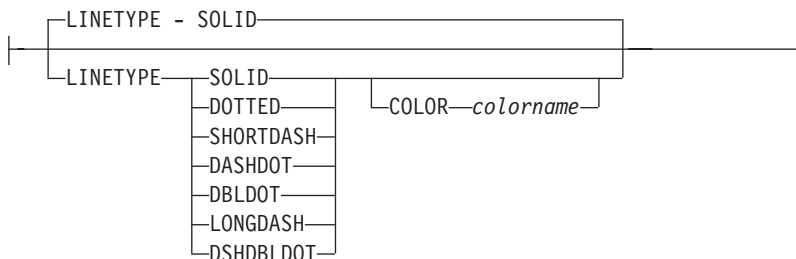 LINETYPE - SOLID
LINETYPE SOLID
DOTTED COLOR colorname
SHORTDASH
DASHDOT
DBLDOT
LONGDASH
DSHDBLDOT